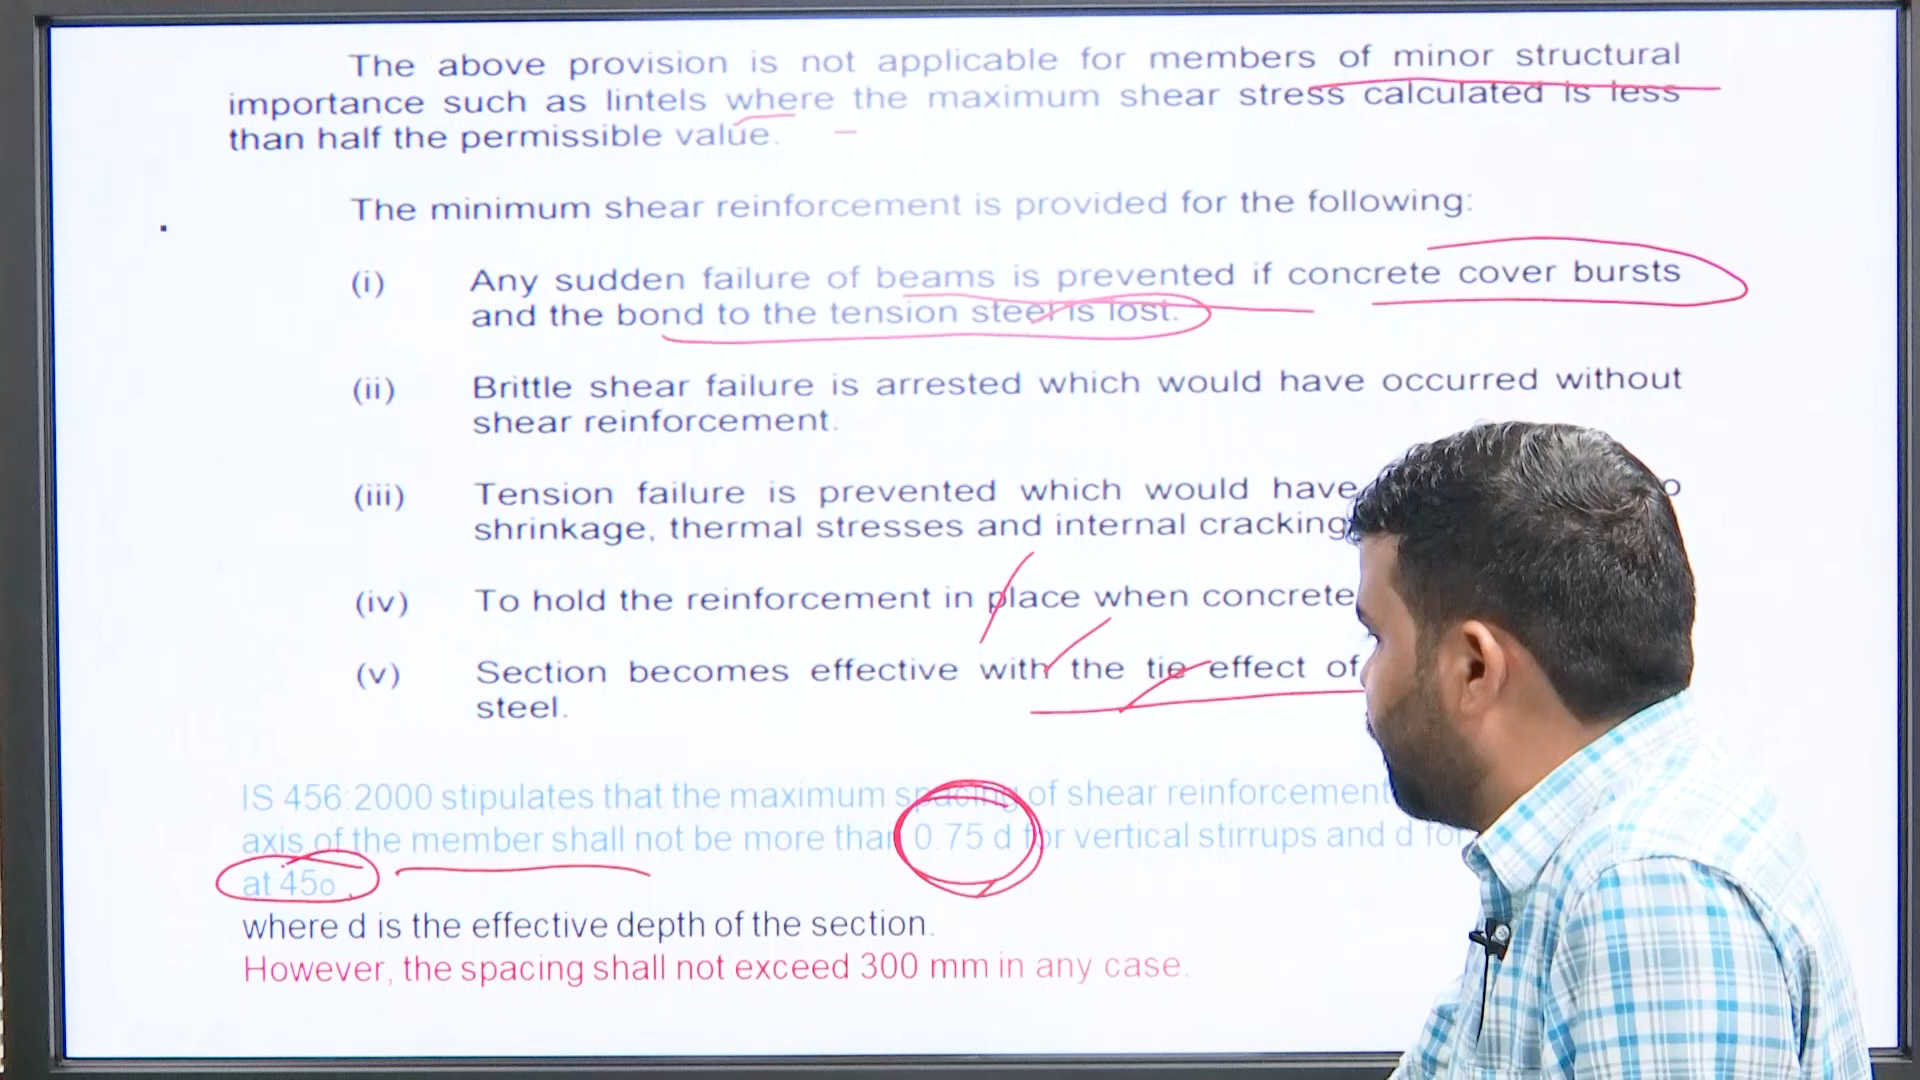 The above provision is not applicable for members of minor structural
importance such as lintels where the maximum shear stress calculated is less
than half the permissible value.
The minimum shear reinforcement is provided for the following:
(i) Any sudden failure of beams is prevented if concrete cover bursts
and the bond to the tension steel is lost.
(ii) Brittle shear failure is arrested which would have occurred without
shear reinforcement.
(iii) Tension failure is prevented which would have
shrinkage, thermal stresses and internal cracking
(iv) To hold the reinforcement in place when concrete
(v) Section becomes effective with the tie effect of
steel.
IS 456:2000 stipulates that the maximum spacing of shear reinforcement
axis of the member shall not be more than 0.75 d for vertical stirrups and d for
at 45o
where d is the effective depth of the section.
However, the spacing shall not exceed 300 mm in any case.